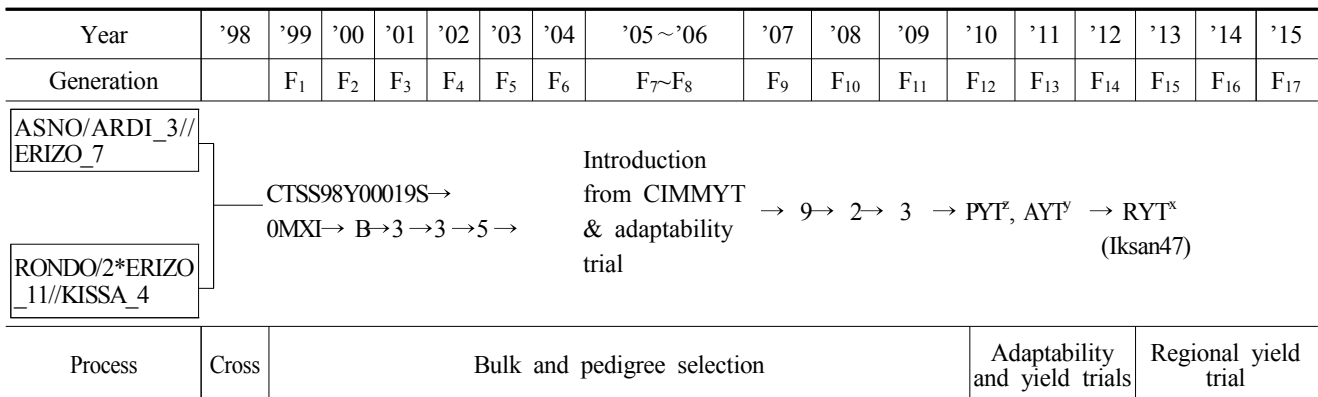 Year ’98 ’99 ’00 ’01 ’02 ’03 ’04 ’05～’06 ’07 ’08 ’09 ’10 ’11 ’12 ’13 ’14 ’15
Generation F₁ F₂ F₃ F₄ F₅ F₆ F₇~F₈ F₉ F₁₀ F₁₁ F₁₂ F₁₃ F₁₄ F₁₅ F₁₆ F₁₇
ASNO/ARDI_3//
ERIZO_7
RONDO/2*ERIZO
_11//KISSA_4
CTSS98Y00019S→
0MXI→ B→3 →3 →5 →
Introduction
from CIMMYT
& adaptability
trial
→ 9→ 2→ 3 → PYTᶻ, AYTʸ → RYTˣ
(Iksan47)
Process Cross Bulk and pedigree selection Adaptability
and yield trials Regional yield
trial